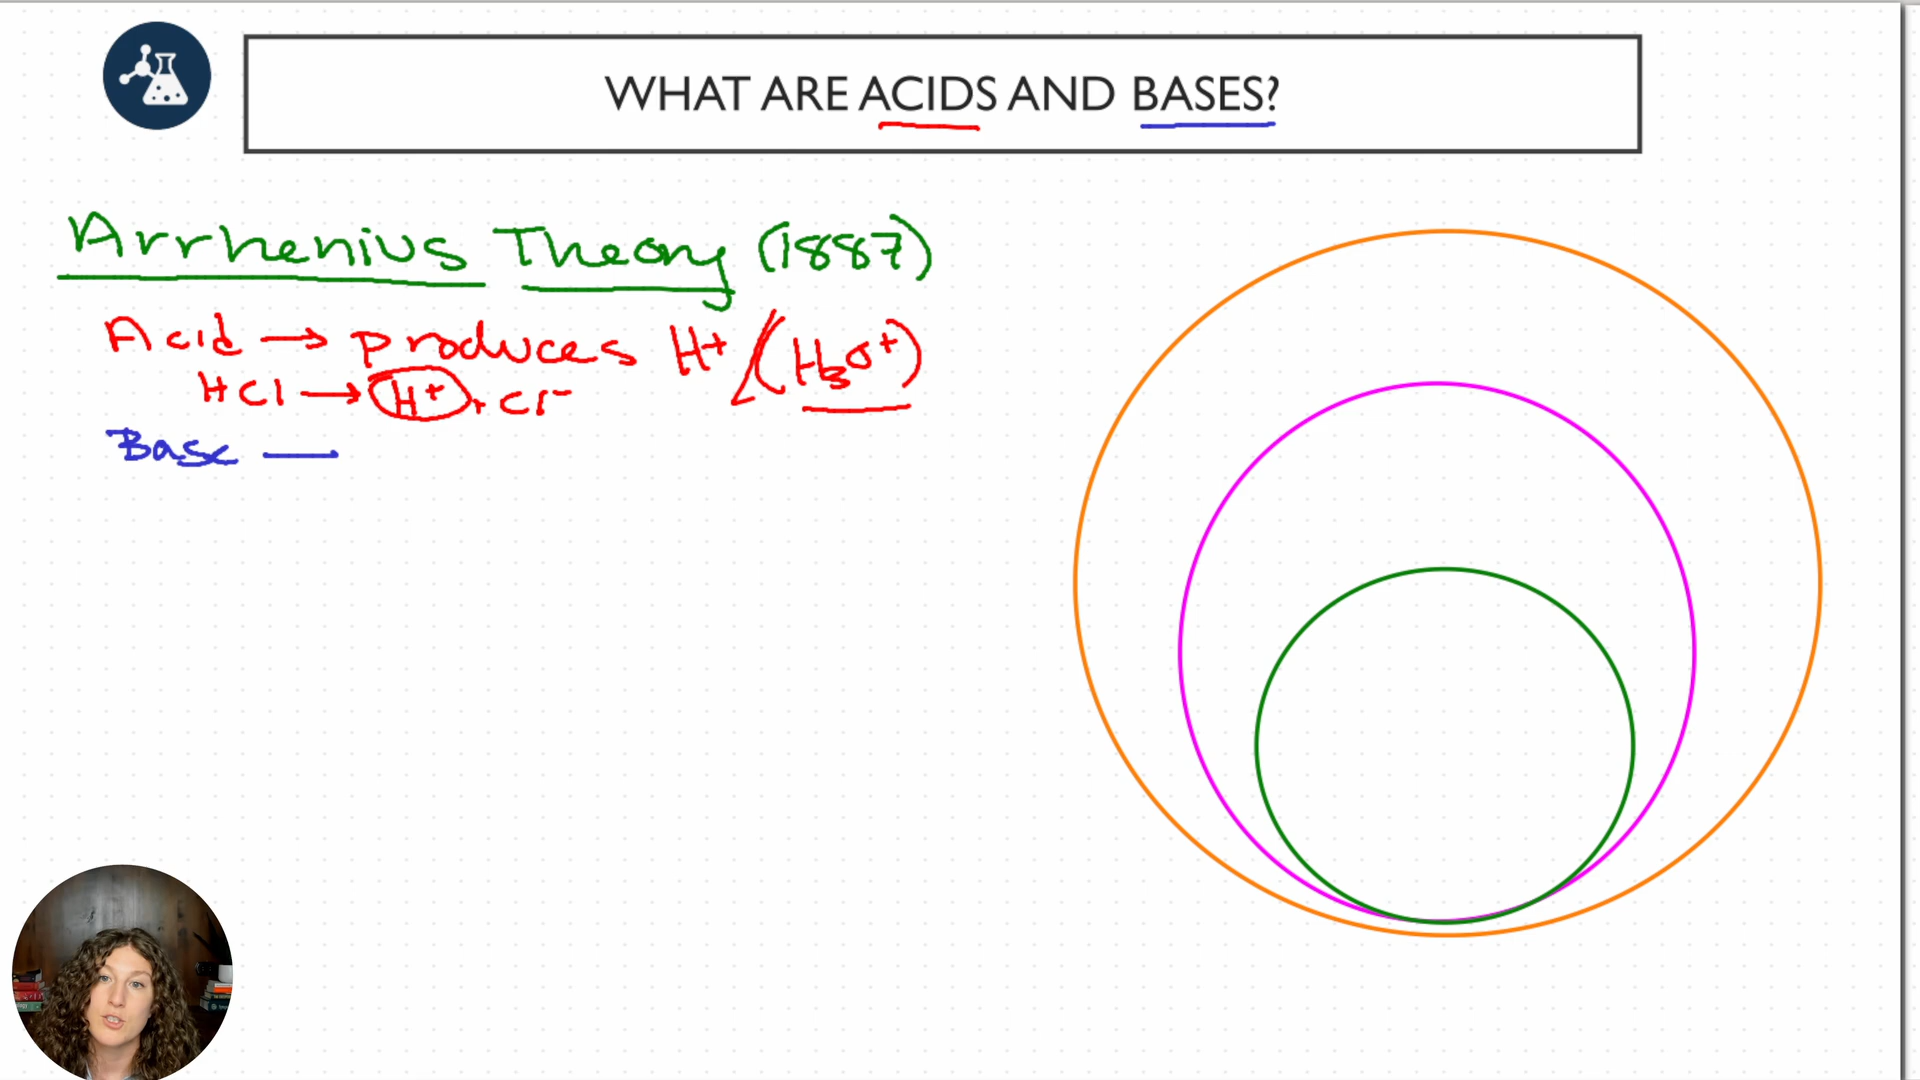 WHAT ARE ACIDS AND BASES?
Arrhenius Theory (1887)
Acid → produces H+ / (H₃O⁺)
HCl → H⁺ + Cl⁻
Base —